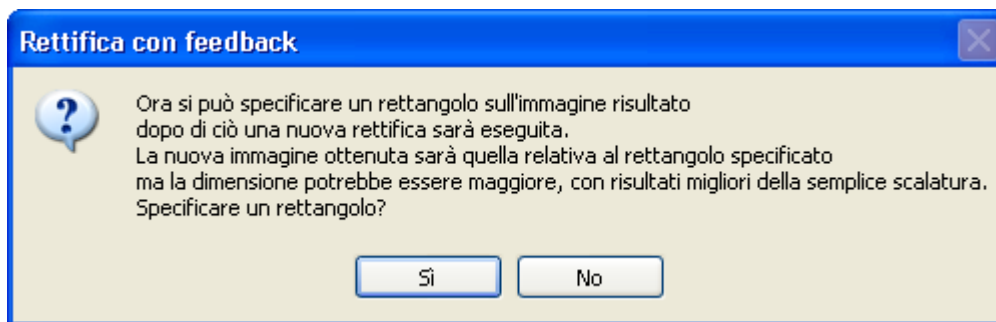 Rettifica con feedback
Ora si può specificare un rettangolo sull'immagine risultato
dopo di ciò una nuova rettifica sarà eseguita.
La nuova immagine ottenuta sarà quella relativa al rettangolo specificato
ma la dimensione potrebbe essere maggiore, con risultati migliori della semplice scalatura.
Specificare un rettangolo?
Sì
No